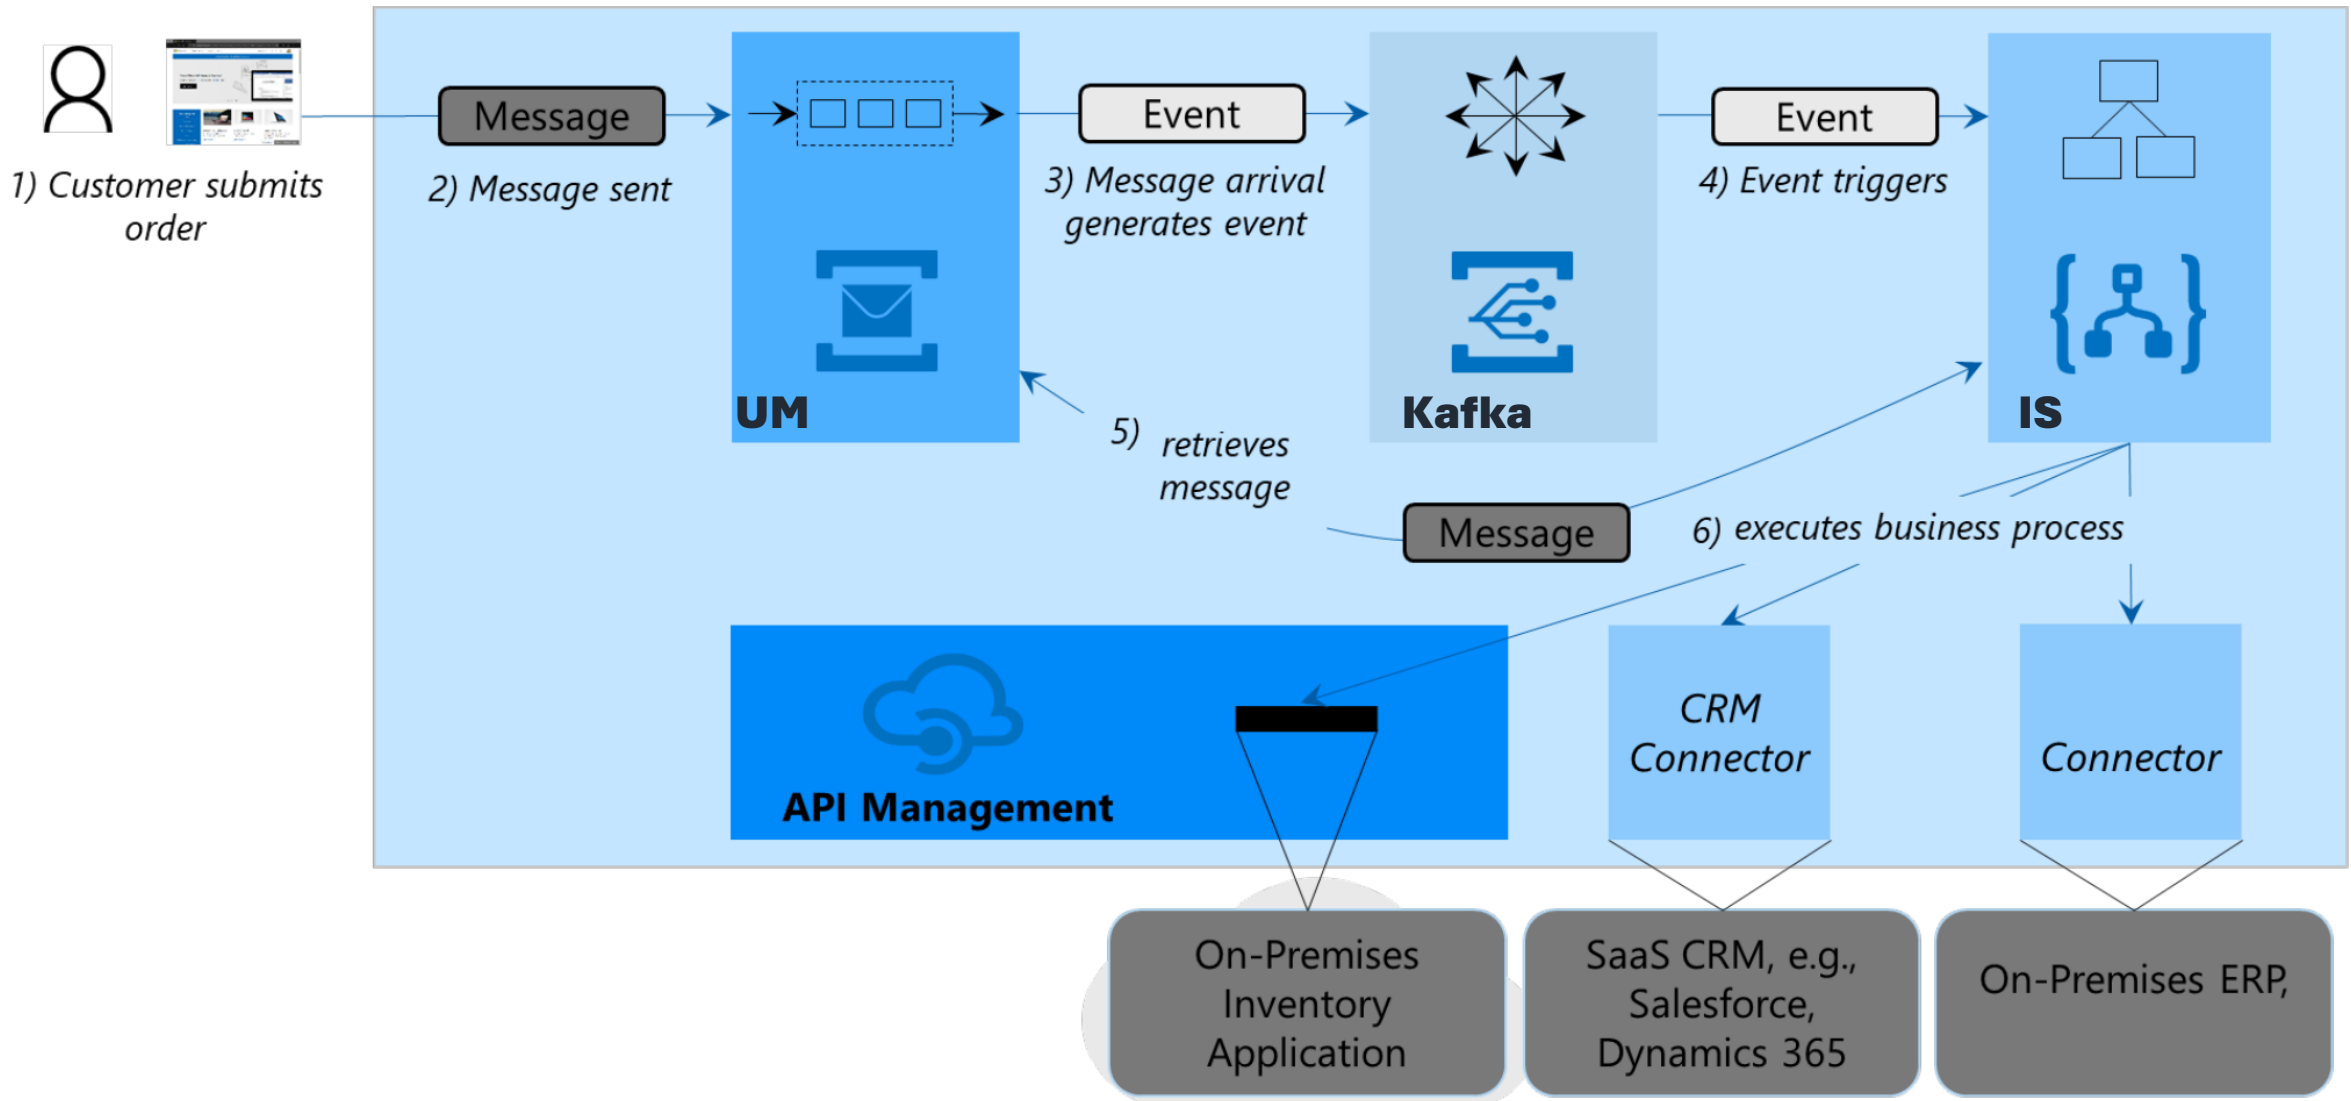 1) Customer submits
order
Message
2) Message sent
UM
Event
3) Message arrival
generates event
Kafka
Event
4) Event triggers
IS
5)
retrieves
message
Message
6) executes business process
API Management
CRM
Connector
Connector
On-Premises
Inventory
Application
SaaS CRM, e.g.,
Salesforce,
Dynamics 365
On-Premises ERP,